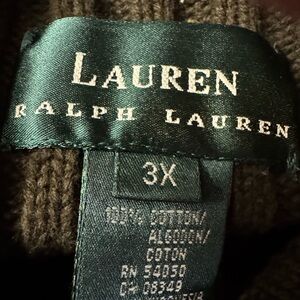 LAUREN
RALPH LAUREN
3X
100% COTTON/
ALGODON/
COTON
RN 54050
CA 08349